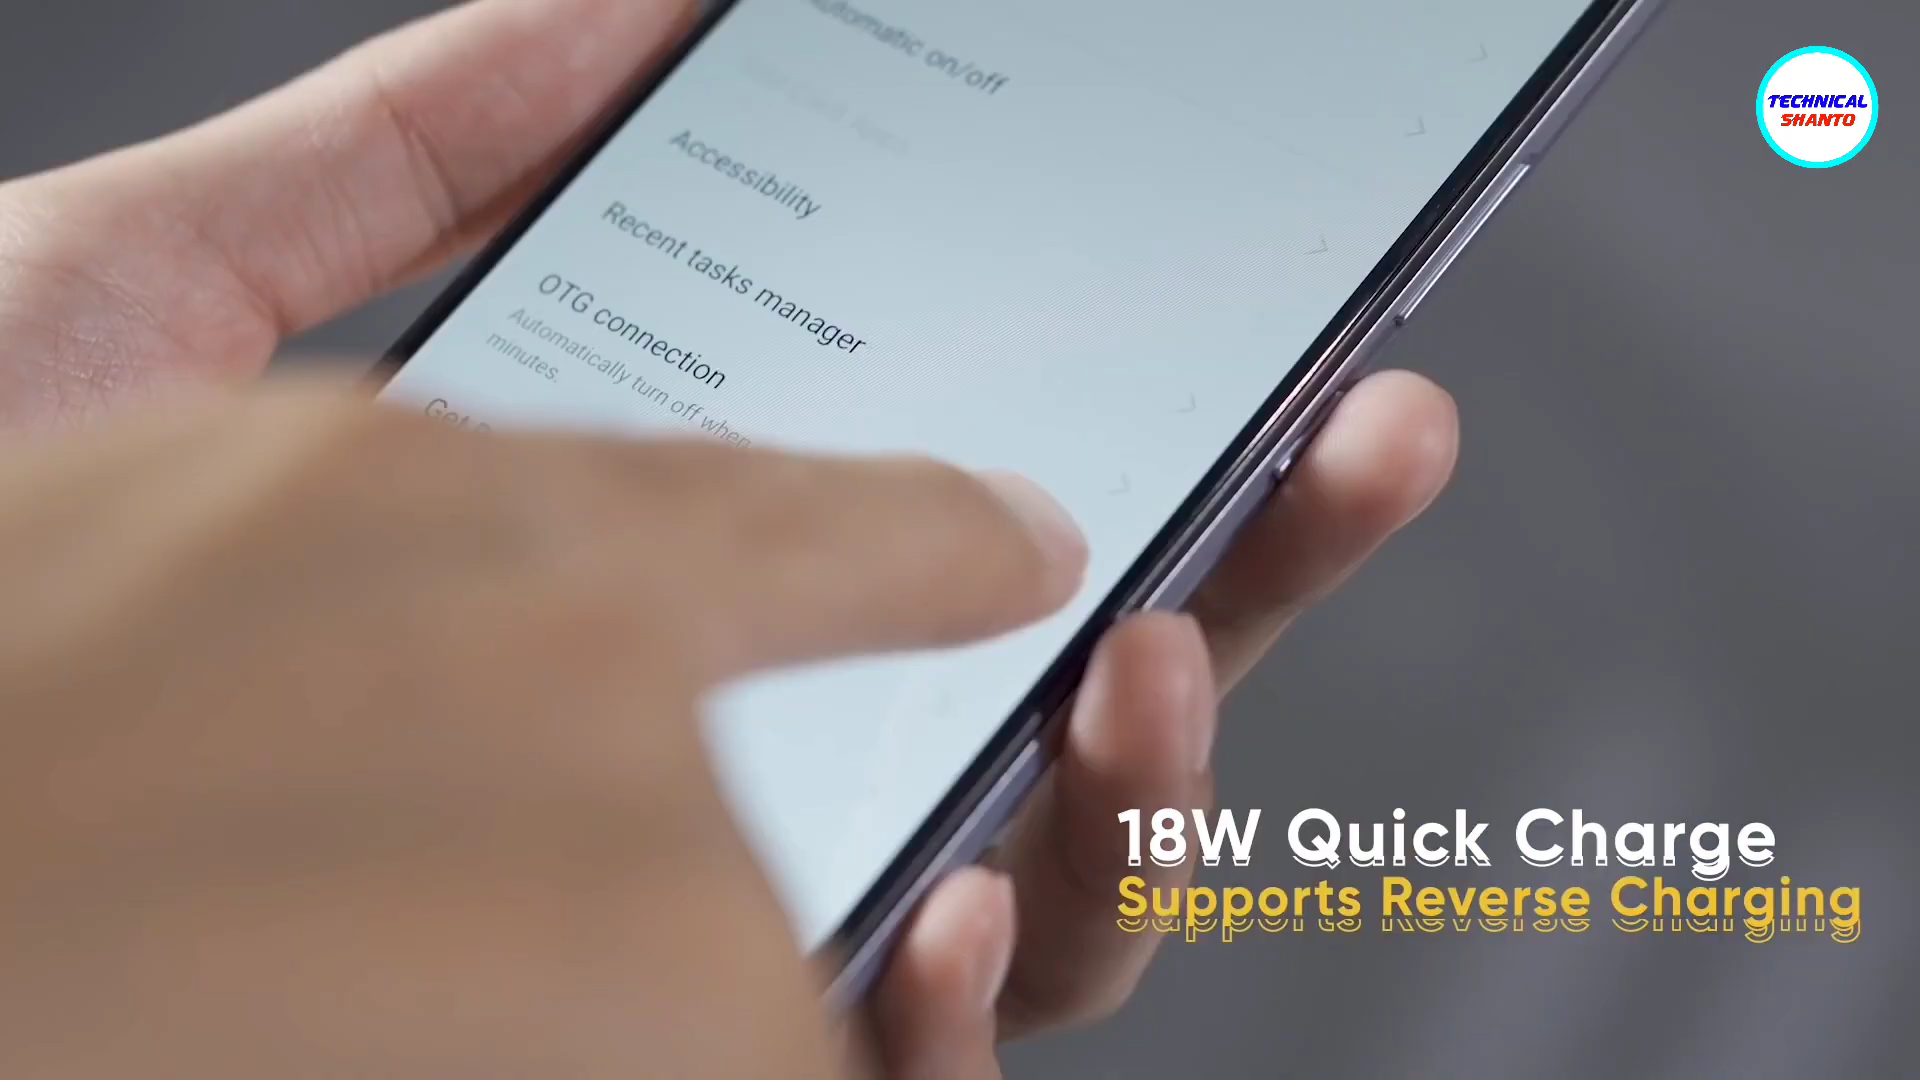 TECHNICAL
SHANTO
Automatic on/off
Accessibility
Recent tasks manager
OTG connection
Automatically turn off when
minutes.
Get
18W Quick Charge
Supports Reverse Charging